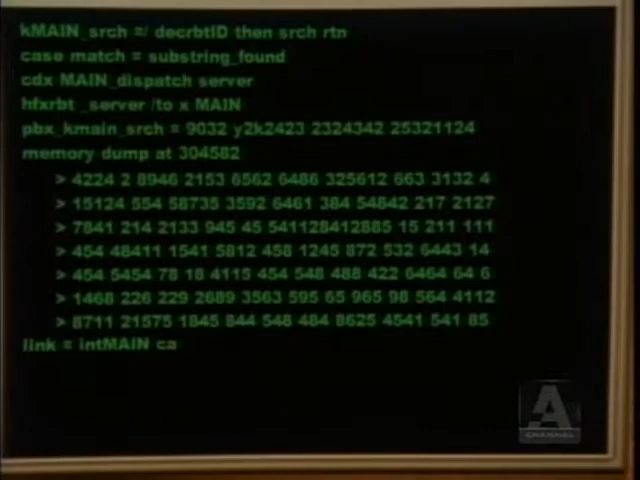 kMAIN_srch =/ decrbtID then srch rtn
case match = substring_found
cdx MAIN_dispatch server
hfxrbt _server /to x MAIN
pbx_kmain_srch = 9032 y2k2423 2324342 25321124
memory dump at 304582
> 4224 2 8946 2153 6562 6486 325612 663 3132 4
> 15124 554 58735 3592 6461 384 54842 217 2127
> 7841 214 2133 945 45 541128412885 15 211 111
> 454 48411 1541 5812 458 1245 872 532 6443 14
> 454 5454 78 18 4115 454 548 488 422 6464 64 6
> 1468 226 229 2689 3563 595 65 965 98 564 4112
> 8711 21575 1845 844 548 484 8625 4541 541 85
link = intMAIN ca
A
CHANNEL